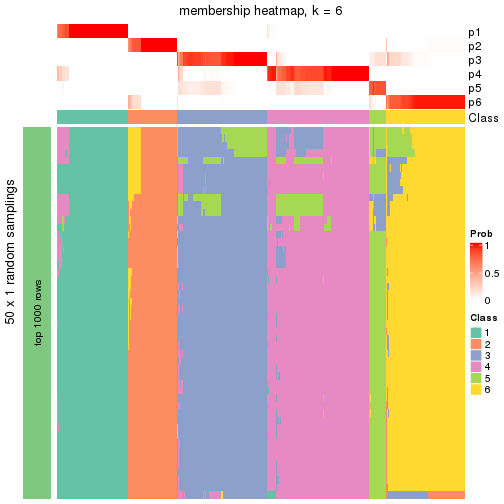 membership heatmap, k = 6
p1
p2
p3
p4
p5
p6
Class
50 x 1 random samplings
top 1000 rows
Prob
1
0.5
0
Class
1
2
3
4
5
6